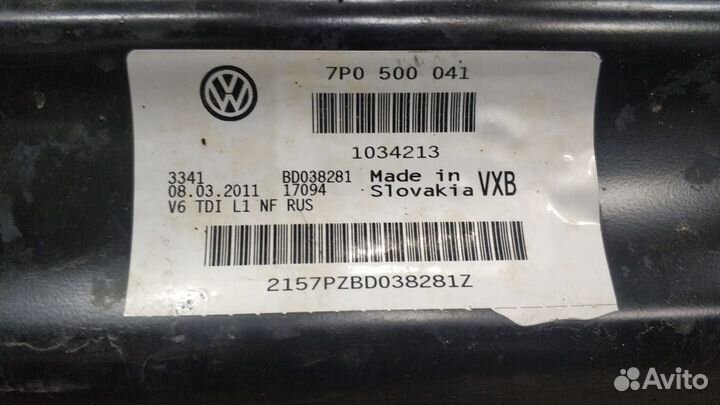 7P0 500 041
1034213
3341 BD038281 Made in
08.03.2011 17094 Slovakia VXB
V6 TDI L1 NF RUS
2157PZBD038281Z
Avito